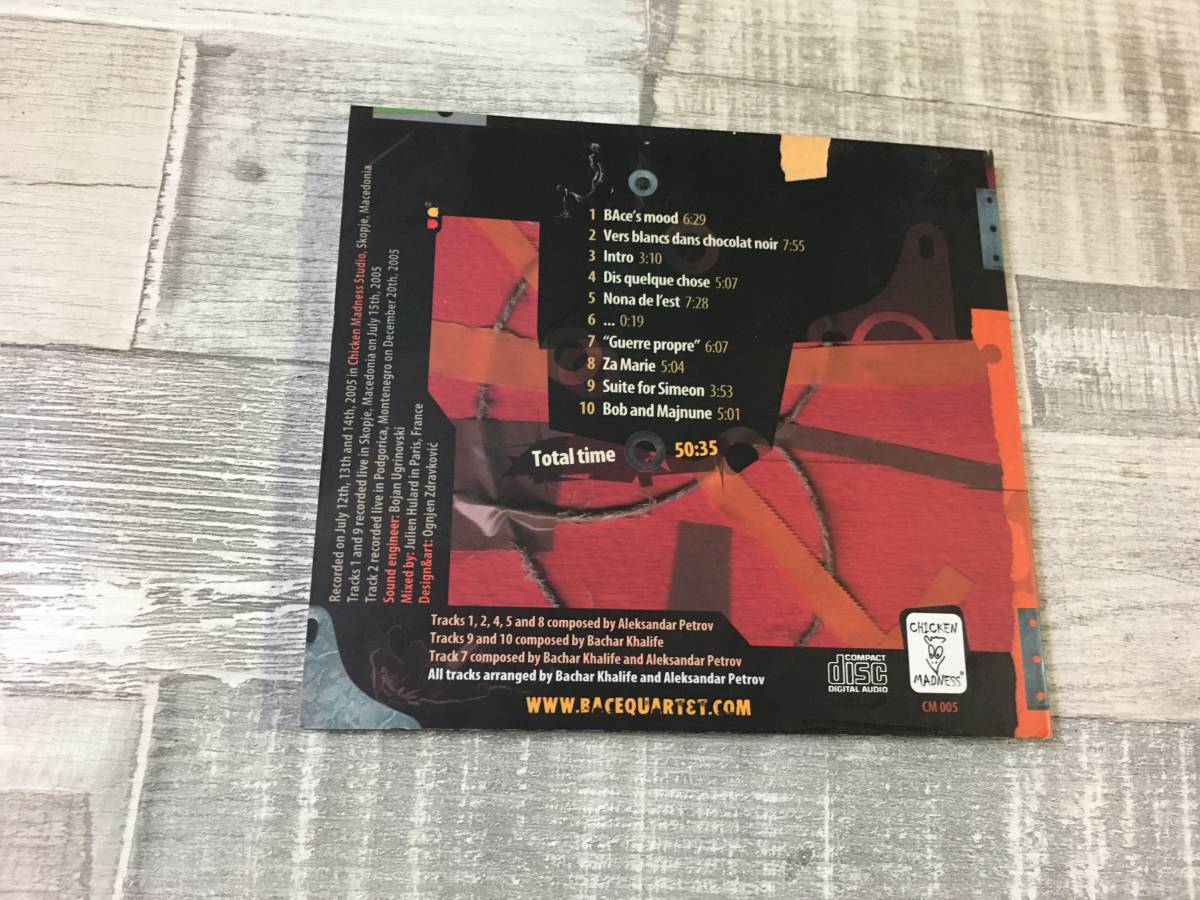 1 BAce's mood 6:29
2 Vers blancs dans chocolat noir 7:55
3 Intro 3:10
4 Dis quelque chose 5:07
5 Nona de l'est 7:28
6 ... 0:19
7 "Guerre propre" 6:07
8 Za Marie 5:04
9 Suite for Simeon 3:53
10 Bob and Majnune 5:01
Total time 50:35
Recorded on July 12th, 13th and 14th, 2005 in Chicken Madness Studio, Skopje, Macedonia
Tracks 1 and 9 recorded live in Skopje, Macedonia on July 15th, 2005
Track 2 recorded live in Podgorica, Montenegro on December 20th, 2005
Sound engineer: Bojan Ugrinovski
Mixed by: Julien Hulard in Paris, France
Design&art: Ognjen Zdravković
Tracks 1, 2, 4, 5 and 8 composed by Aleksandar Petrov
Tracks 9 and 10 composed by Bachar Khalife
Track 7 composed by Bachar Khalife and Aleksandar Petrov
All tracks arranged by Bachar Khalife and Aleksandar Petrov
WWW.BACEQUARTET.COM
COMPACT
disc
DIGITAL AUDIO
CHICKEN
MADNESS®
CM 005